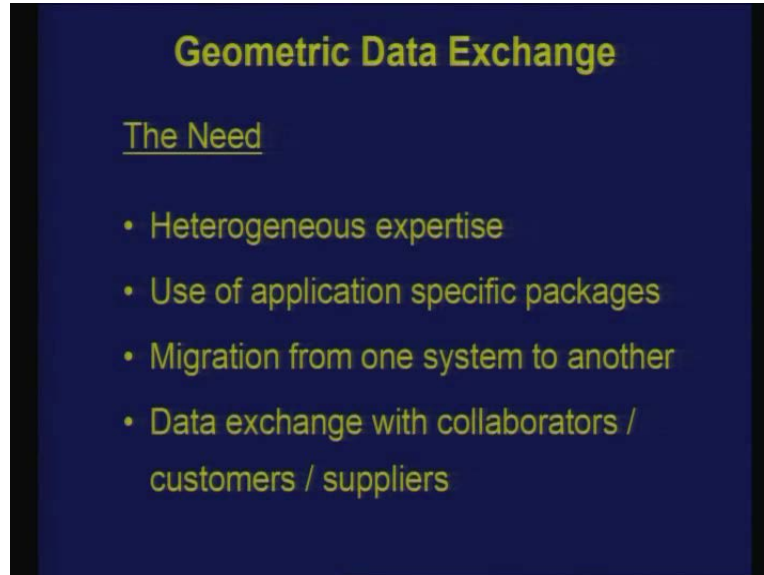 Geometric Data Exchange
The Need
• Heterogeneous expertise
• Use of application specific packages
• Migration from one system to another
• Data exchange with collaborators /
customers / suppliers